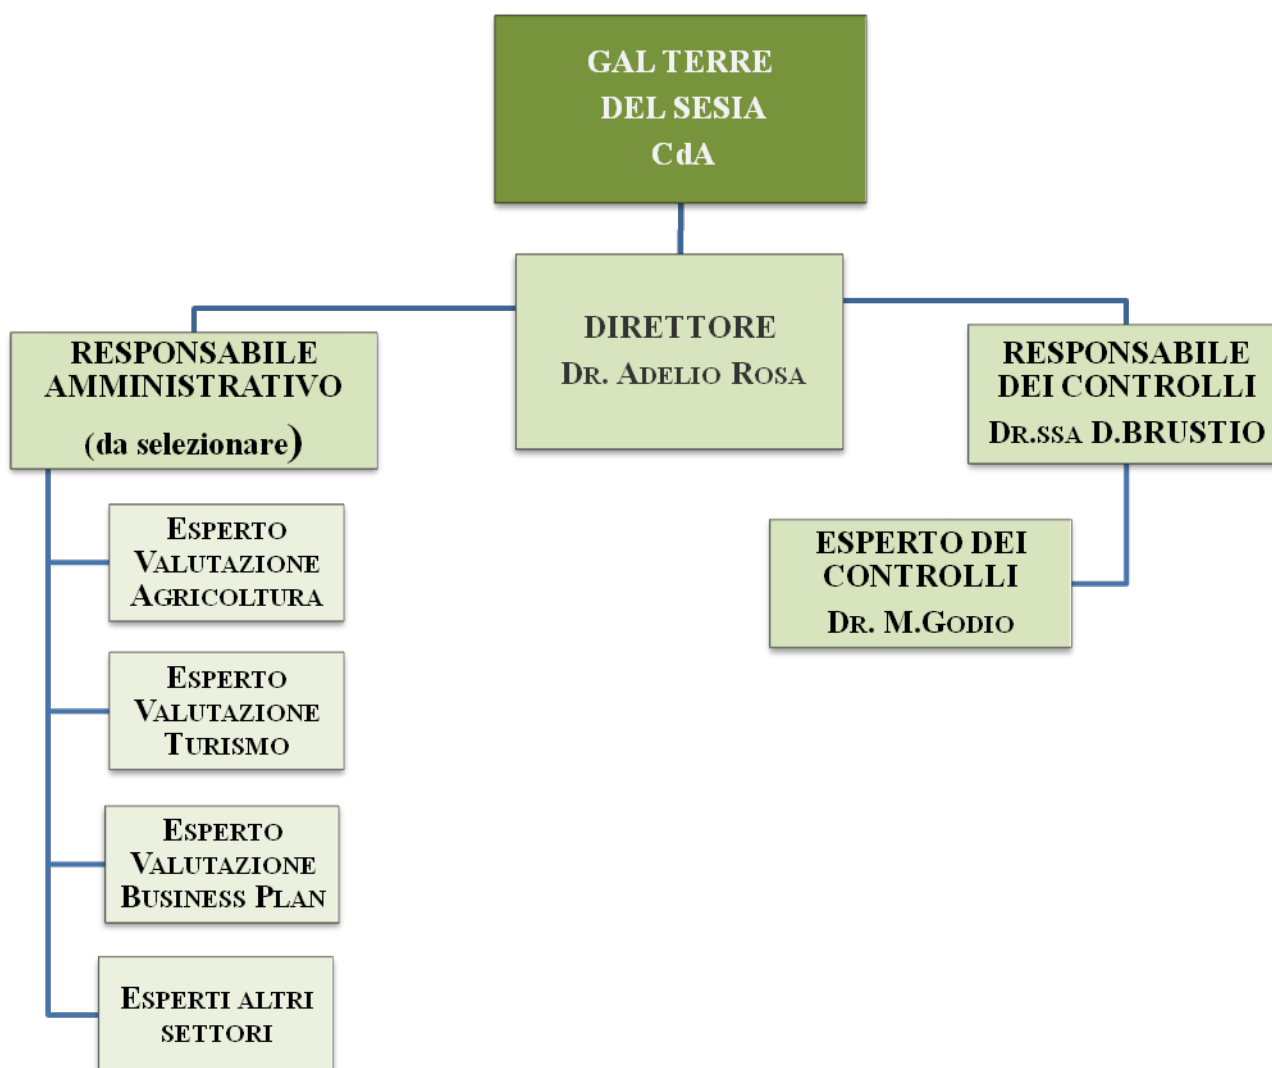 GAL TERRE
DEL SESIA
CdA
DIRETTORE
DR. ADELIO ROSA
RESPONSABILE
AMMINISTRATIVO
(da selezionare)
RESPONSABILE
DEI CONTROLLI
DR.SSA D.BRUSTIO
ESPERTO
VALUTAZIONE
AGRICOLTURA
ESPERTO DEI
CONTROLLI
DR. M.GODIO
ESPERTO
VALUTAZIONE
TURISMO
ESPERTO
VALUTAZIONE
BUSINESS PLAN
ESPERTI ALTRI
SETTORI